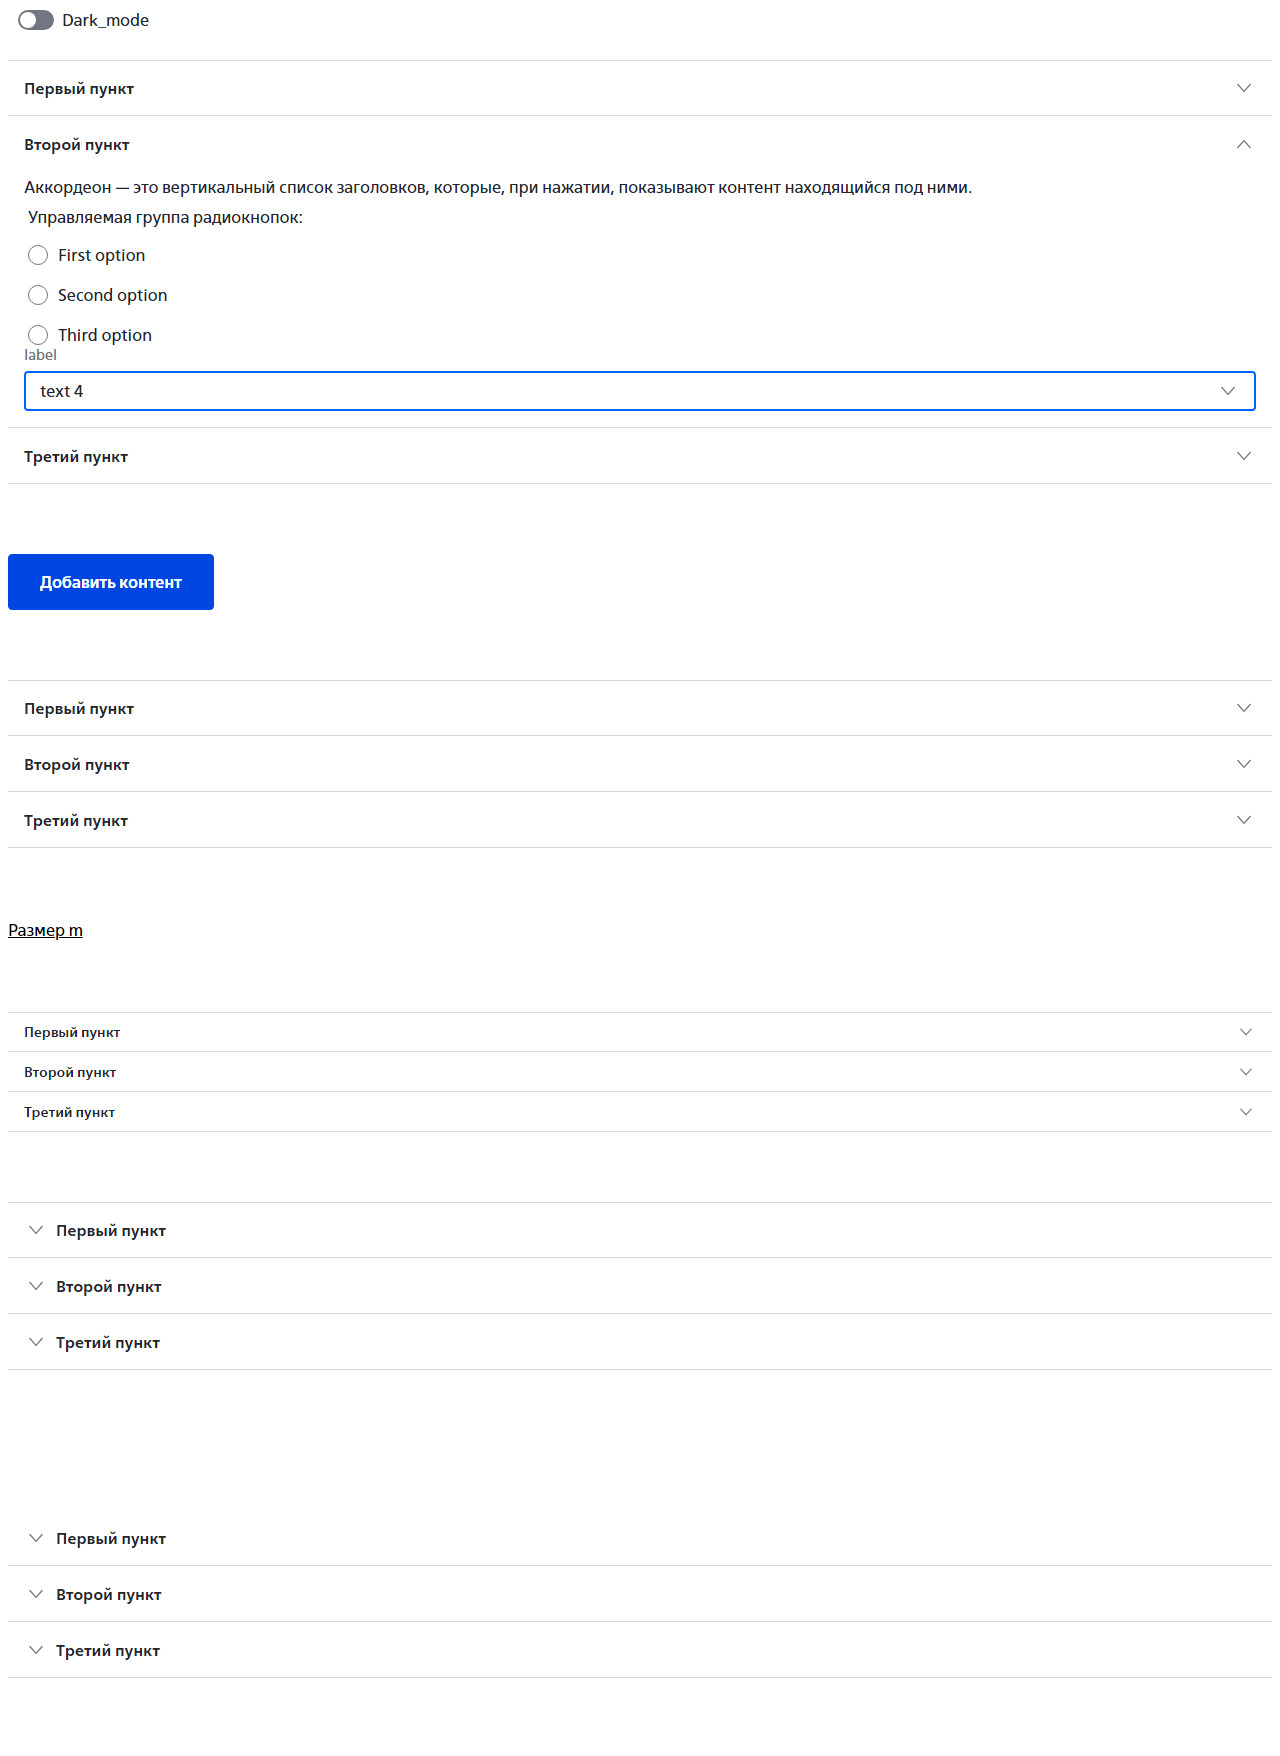 Dark_mode
Первый пункт
Второй пункт
Аккордеон — это вертикальный список заголовков, которые, при нажатии, показывают контент находящийся под ними.
Управляемая группа радиокнопок:
First option
Second option
Third option
label
text 4
Третий пункт
Добавить контент
Первый пункт
Второй пункт
Третий пункт
Размер m
Первый пункт
Второй пункт
Третий пункт
Первый пункт
Второй пункт
Третий пункт
Первый пункт
Второй пункт
Третий пункт